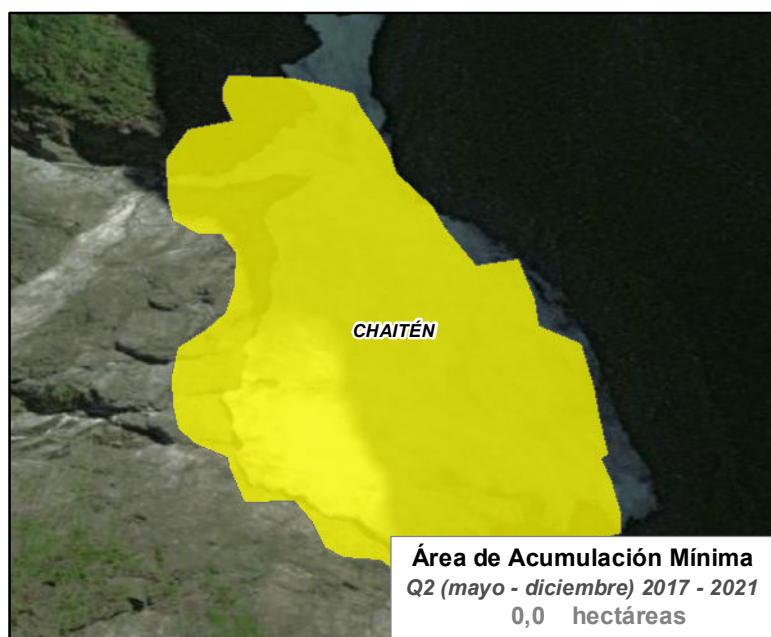 CHAITÉN
Área de Acumulación Mínima
Q2 (mayo - diciembre) 2017 - 2021
0,0 hectáreas